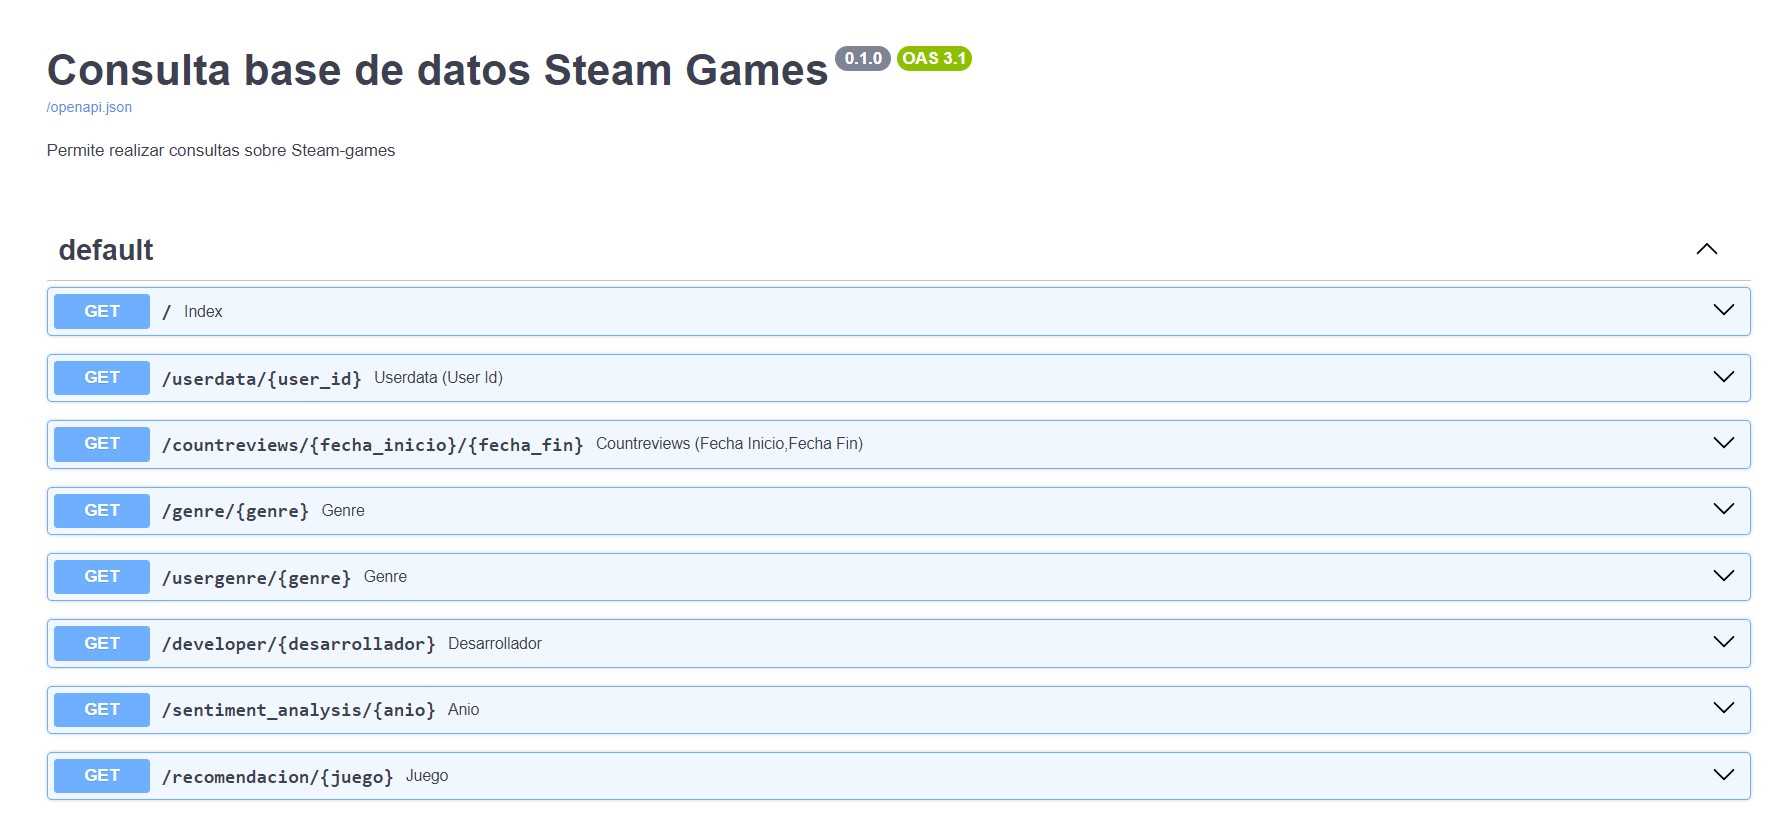 Consulta base de datos Steam Games 0.1.0 OAS 3.1
/openapi.json
Permite realizar consultas sobre Steam-games
default
GET / Index
GET /userdata/{user_id} Userdata (User Id)
GET /countreviews/{fecha_inicio}/{fecha_fin} Countreviews (Fecha Inicio,Fecha Fin)
GET /genre/{genre} Genre
GET /usergenre/{genre} Genre
GET /developer/{desarrollador} Desarrollador
GET /sentiment_analysis/{anio} Anio
GET /recomendacion/{juego} Juego